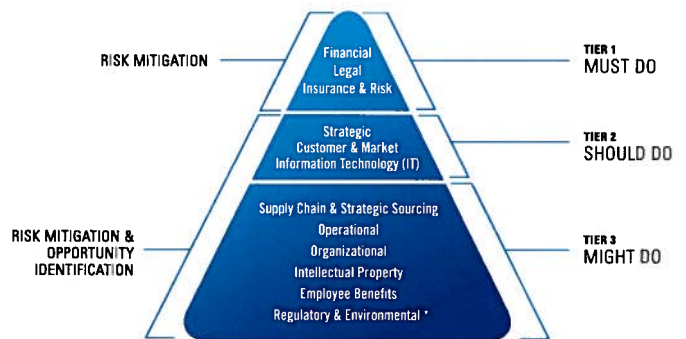 RISK MITIGATION
Financial
Legal
Insurance & Risk
TIER 1
MUST DO
Strategic
Customer & Market
Information Technology (IT)
TIER 2
SHOULD DO
RISK MITIGATION &
OPPORTUNITY
IDENTIFICATION
Supply Chain & Strategic Sourcing
Operational
Organizational
Intellectual Property
Employee Benefits
Regulatory & Environmental *
TIER 3
MIGHT DO